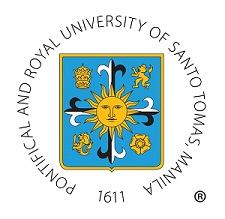 PONTIFICAL AND ROYAL UNIVERSITY OF SANTO TOMAS, MANILA
1611
®